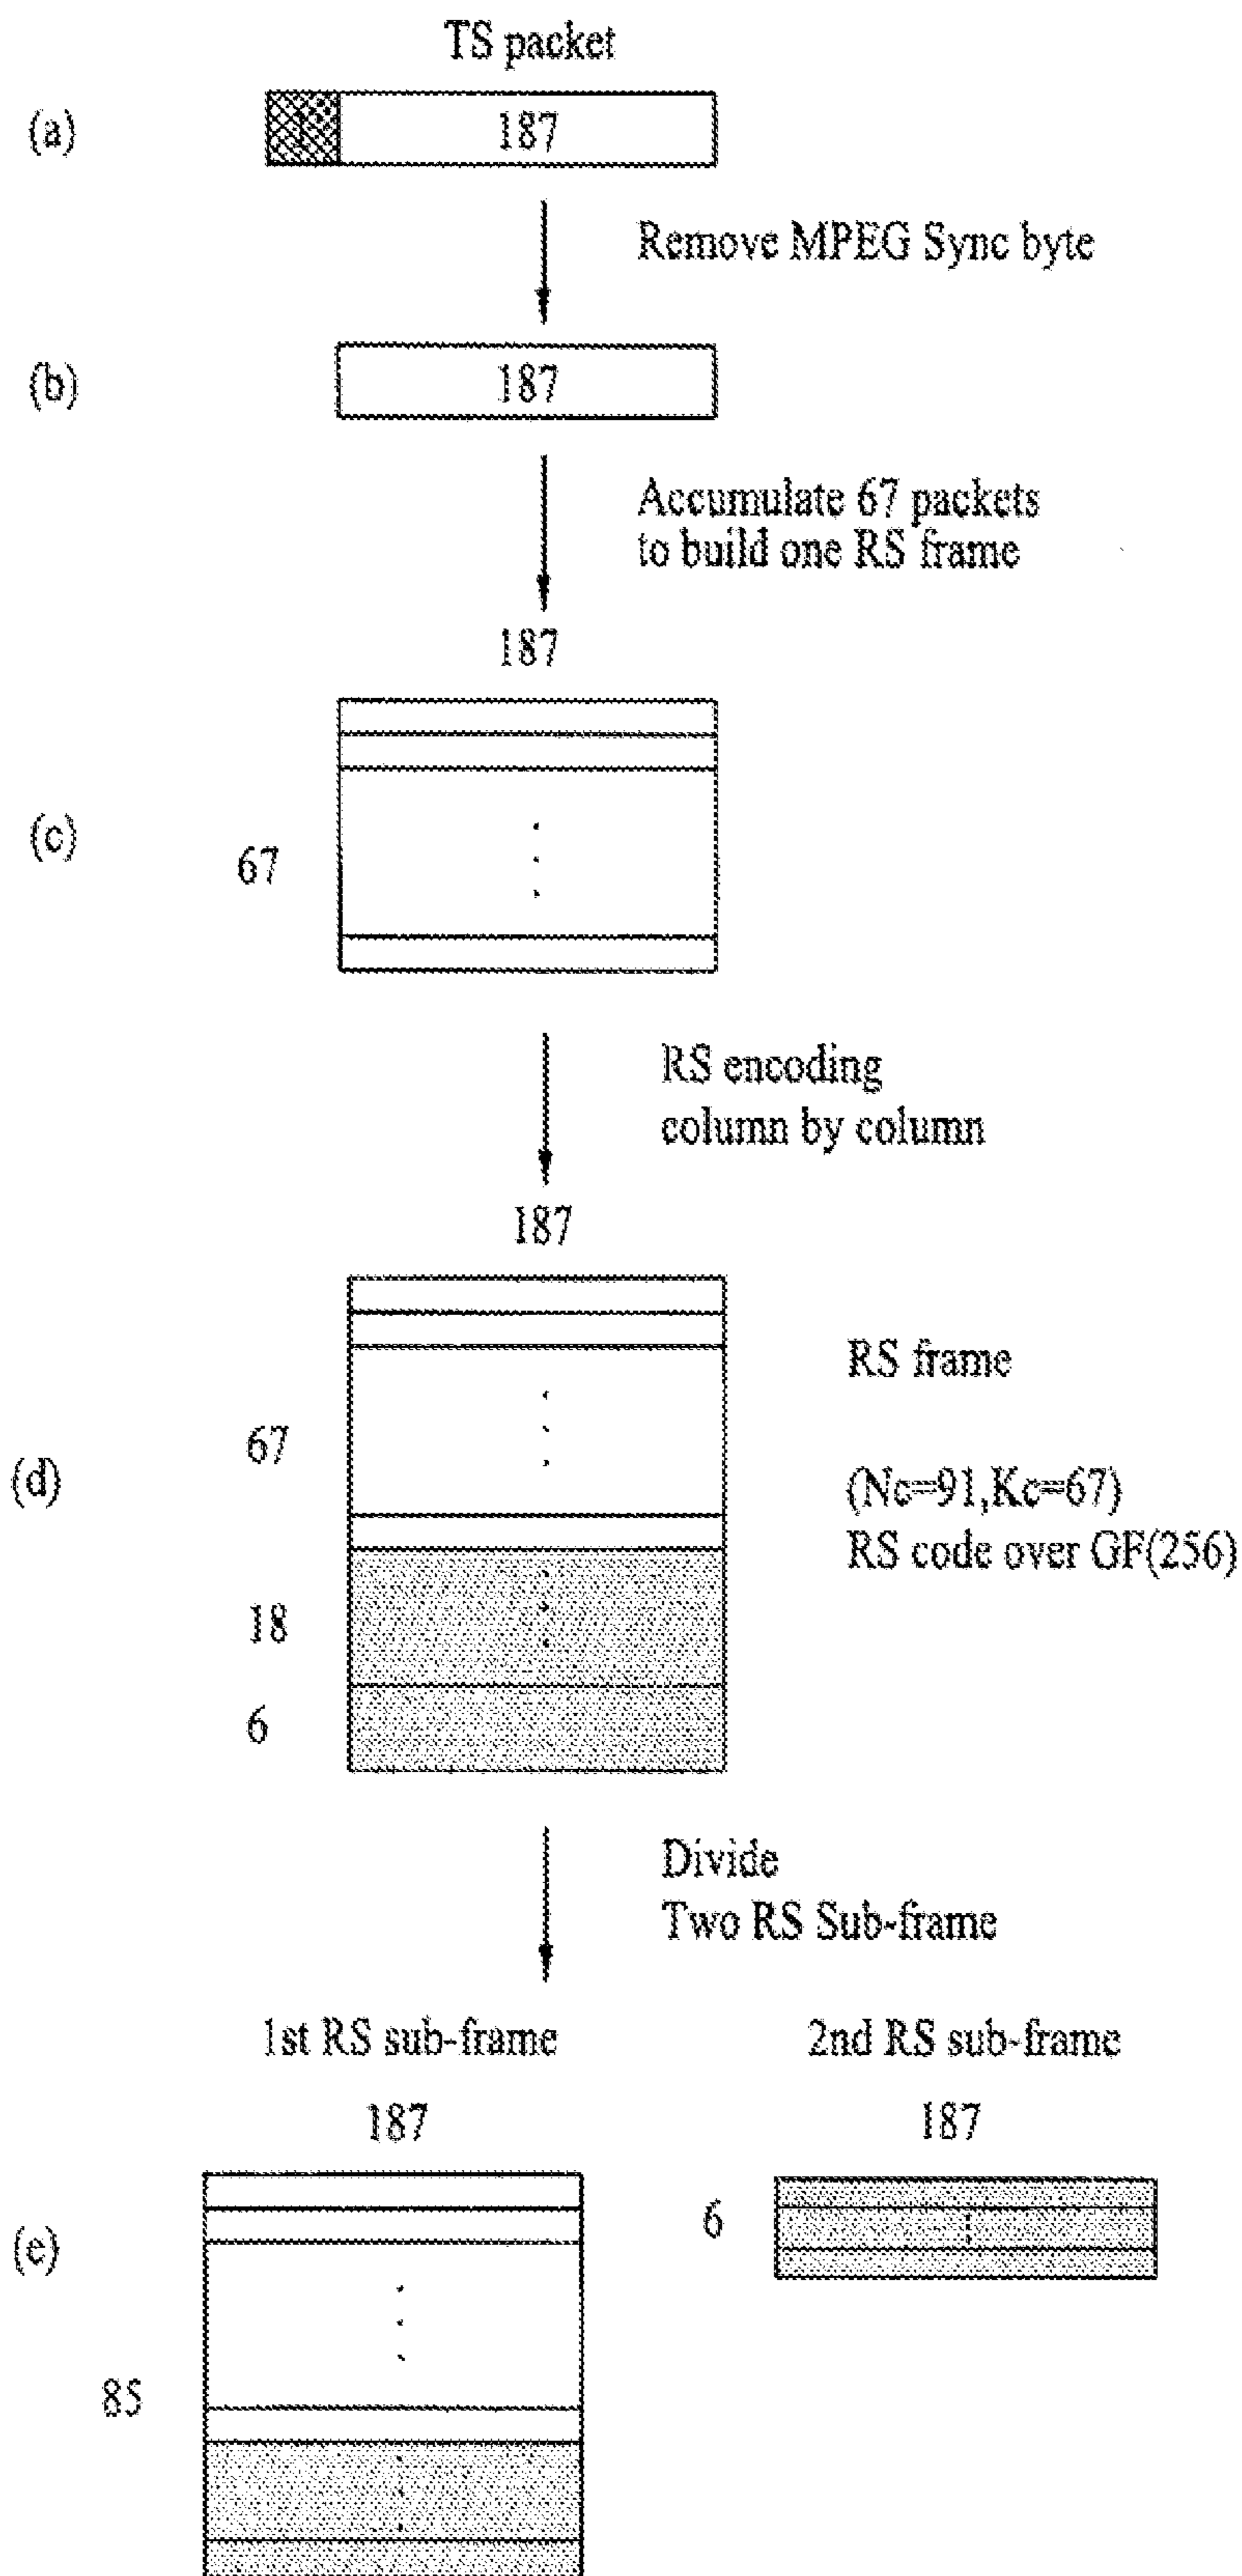 TS packet
(a)
1
187
Remove MPEG Sync byte
(b)
187
Accumulate 67 packets
to build one RS frame
187
(c)
67
RS encoding
column by column
187
RS frame
67
(d)
(Nc=91,Kc=67)
RS code over GF(256)
18
6
Divide
Two RS Sub-frame
1st RS sub-frame
2nd RS sub-frame
187
187
6
(e)
85